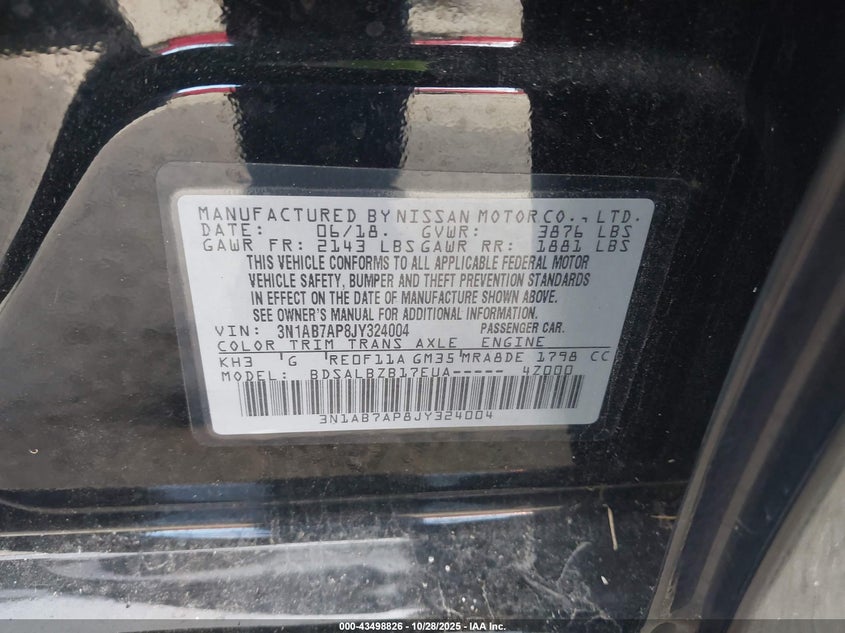 MANUFACTURED BY NISSAN MOTOR CO., LTD.
DATE: 06/18. GVWR: 3876 LBS
GAWR FR: 2143 LBS GAWR RR: 1881 LBS
THIS VEHICLE CONFORMS TO ALL APPLICABLE FEDERAL MOTOR
VEHICLE SAFETY, BUMPER AND THEFT PREVENTION STANDARDS
IN EFFECT ON THE DATE OF MANUFACTURE SHOWN ABOVE.
SEE OWNER'S MANUAL FOR ADDITIONAL INFORMATION.
VIN: 3N1AB7AP8JY324004 PASSENGER CAR.
COLOR TRIM TRANS AXLE ENGINE
KH3 'G RE0F11A GM35 MRA8DE 1798 CC
MODEL: BDSALBZB17EUA----- 4Z000
3N1AB7AP8JY324004
000-43498826 - 10/28/2025 - IAA Inc.